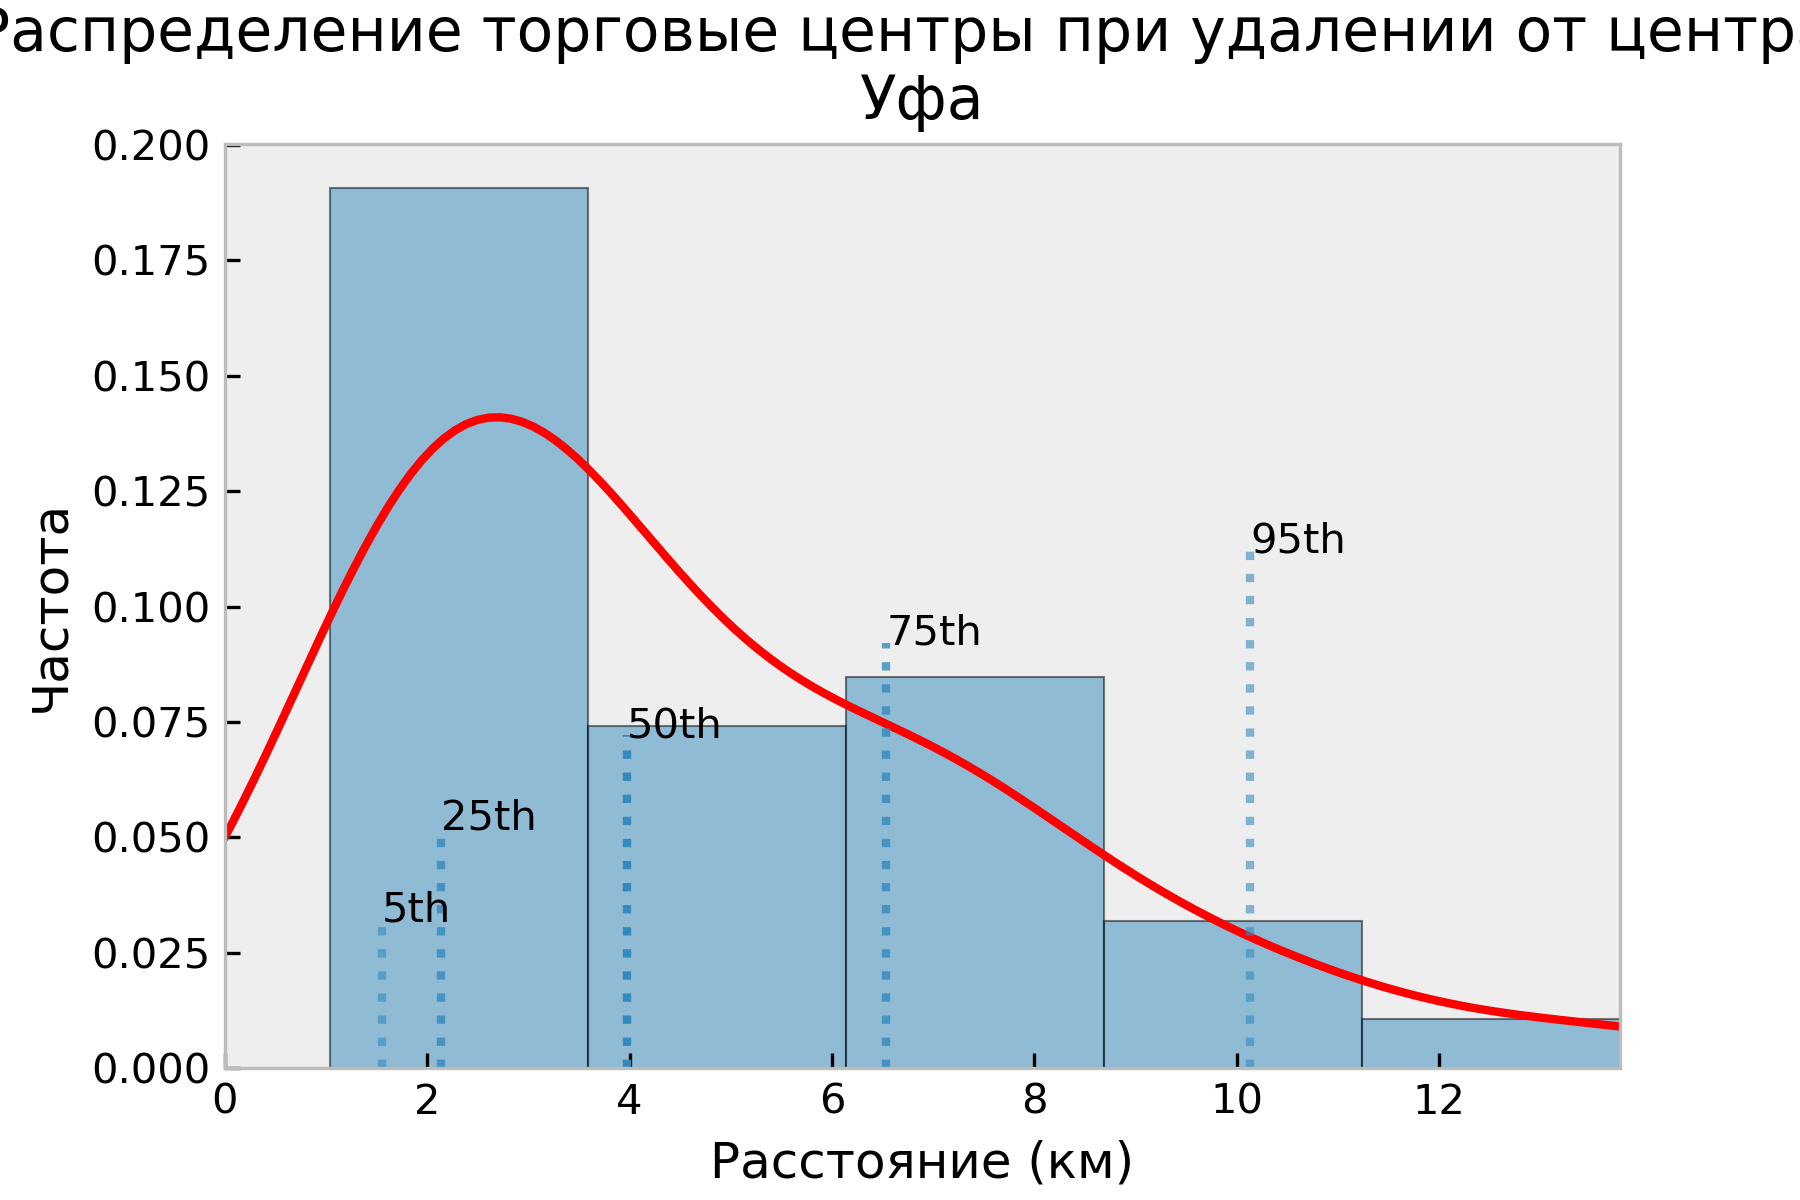 Распределение торговые центры при удалении от центра
Уфа
0.200
0.175
0.150
0.125
0.100
0.075
0.050
0.025
0.000
Частота
5th
25th
50th
75th
95th
0 2 4 6 8 10 12
Расстояние (км)